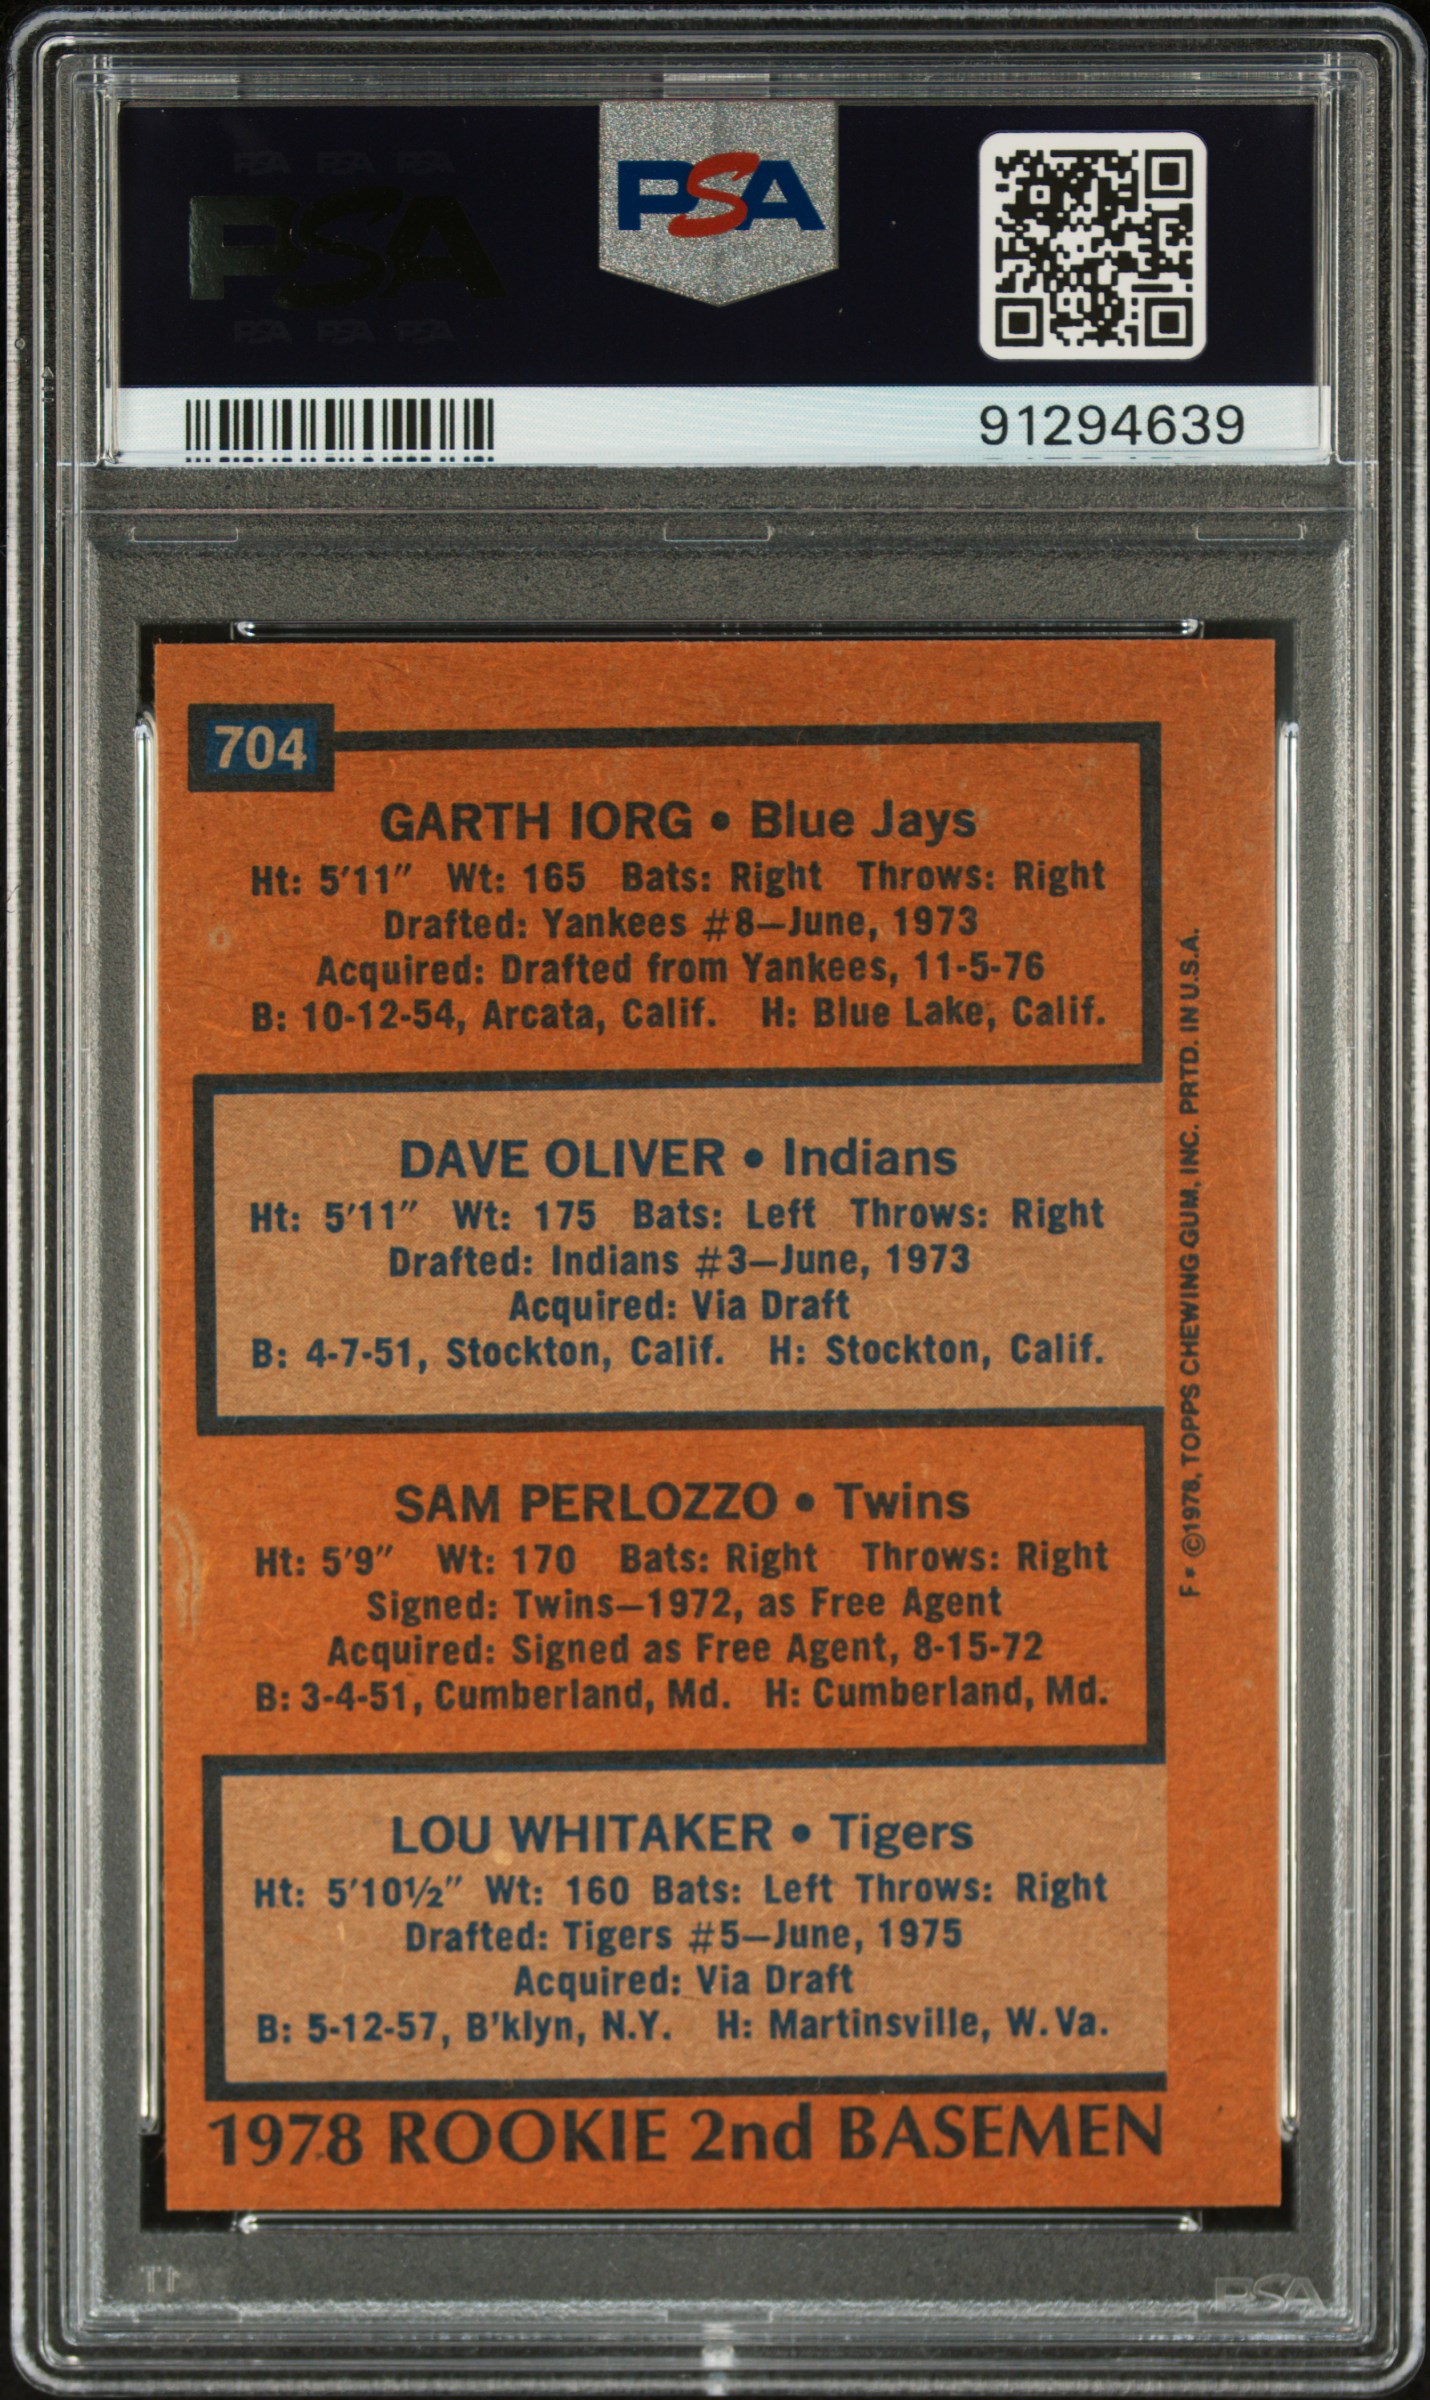 PSA PSA PSA
PSA
PSA PSA PSA
PSA
91294639
704
GARTH IORG • Blue Jays
Ht: 5'11" Wt: 165 Bats: Right Throws: Right
Drafted: Yankees #8—June, 1973
Acquired: Drafted from Yankees, 11-5-76
B: 10-12-54, Arcata, Calif. H: Blue Lake, Calif.
DAVE OLIVER • Indians
Ht: 5'11" Wt: 175 Bats: Left Throws: Right
Drafted: Indians #3—June, 1973
Acquired: Via Draft
B: 4-7-51, Stockton, Calif. H: Stockton, Calif.
SAM PERLOZZO • Twins
Ht: 5'9" Wt: 170 Bats: Right Throws: Right
Signed: Twins—1972, as Free Agent
Acquired: Signed as Free Agent, 8-15-72
B: 3-4-51, Cumberland, Md. H: Cumberland, Md.
LOU WHITAKER • Tigers
Ht: 5'10½" Wt: 160 Bats: Left Throws: Right
Drafted: Tigers #5—June, 1975
Acquired: Via Draft
B: 5-12-57, B'klyn, N.Y. H: Martinsville, W. Va.
1978 ROOKIE 2nd BASEMEN
F* ©1978, TOPPS CHEWING GUM, INC. PRTD. IN U.S.A.
PSA